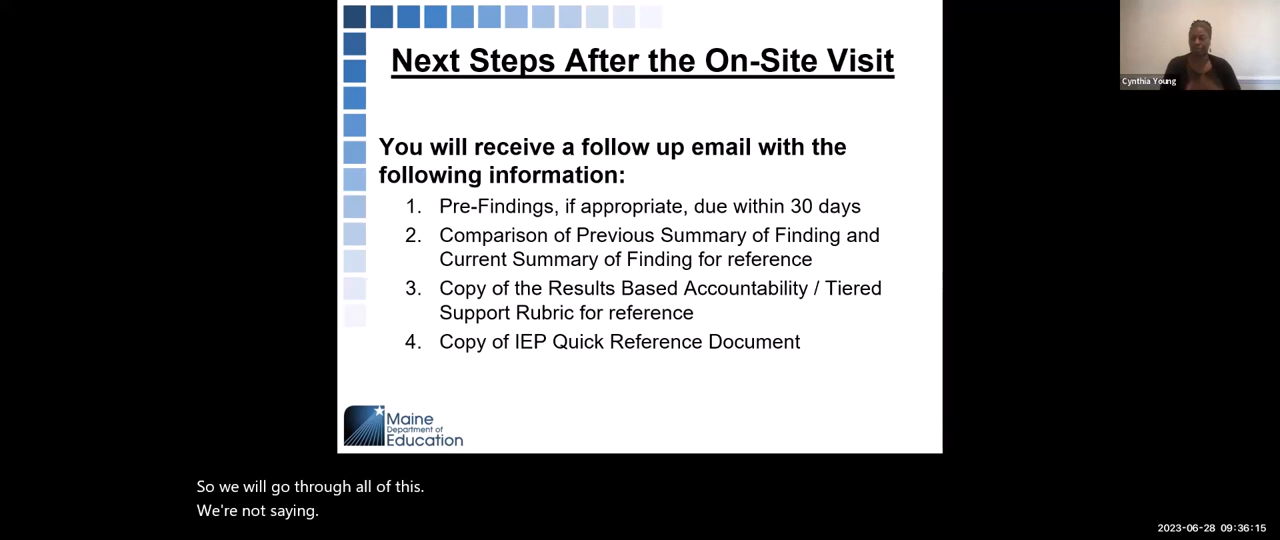 Next Steps After the On-Site Visit
Cynthia Young
You will receive a follow up email with the
following information:
1. Pre-Findings, if appropriate, due within 30 days
2. Comparison of Previous Summary of Finding and
Current Summary of Finding for reference
3. Copy of the Results Based Accountability / Tiered
Support Rubric for reference
4. Copy of IEP Quick Reference Document
Maine
Department of
Education
So we will go through all of this.
We're not saying.
2023-06-28 09:36:15